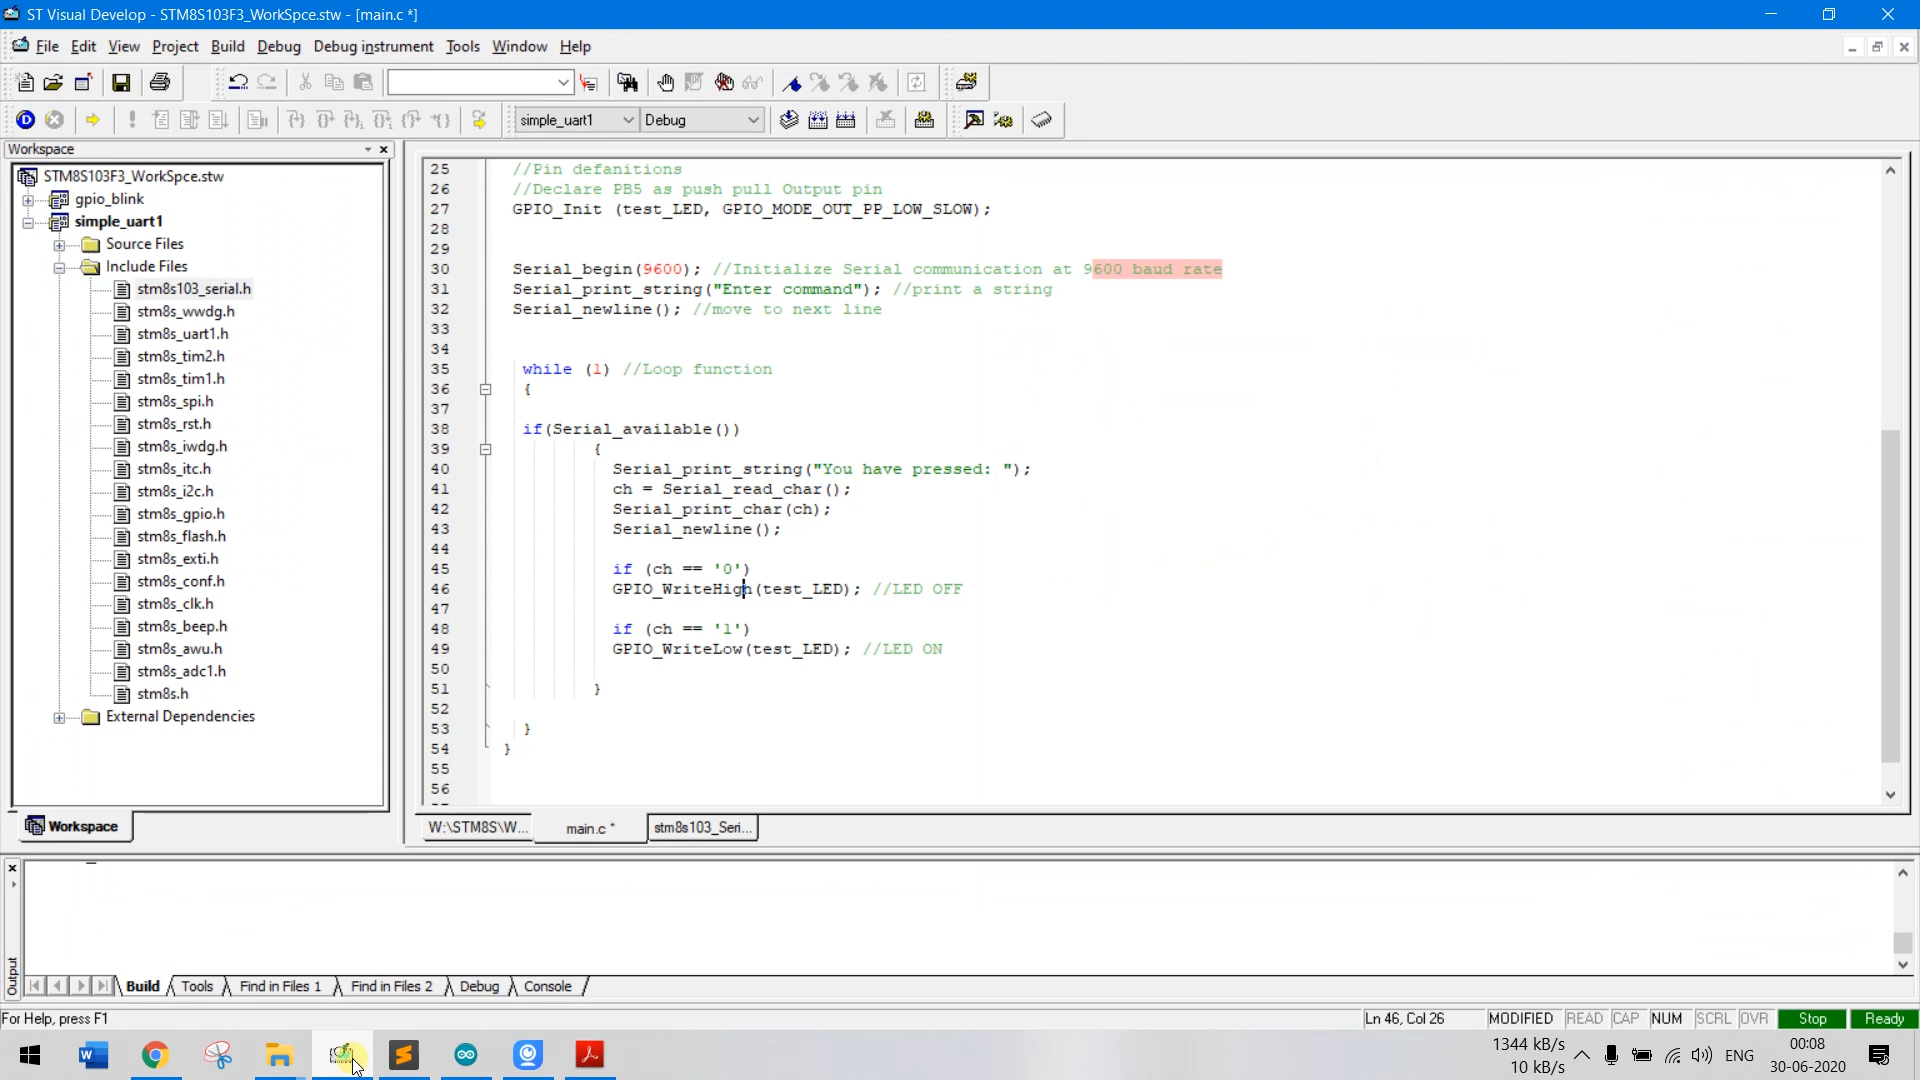 ST Visual Develop - STM8S103F3_WorkSpce.stw - [main.c *]
File Edit View Project Build Debug Debug instrument Tools Window Help
simple_uart1 Debug
Workspace
STM8S103F3_WorkSpce.stw
gpio_blink
simple_uart1
Source Files
Include Files
stm8s103_serial.h
stm8s_wwdg.h
stm8s_uart1.h
stm8s_tim2.h
stm8s_tim1.h
stm8s_spi.h
stm8s_rst.h
stm8s_iwdg.h
stm8s_itc.h
stm8s_i2c.h
stm8s_gpio.h
stm8s_flash.h
stm8s_exti.h
stm8s_conf.h
stm8s_clk.h
stm8s_beep.h
stm8s_awu.h
stm8s_adc1.h
stm8s.h
External Dependencies
Workspace
25 //Pin defanitions
26 //Declare PB5 as push pull Output pin
27 GPIO_Init (test_LED, GPIO_MODE_OUT_PP_LOW_SLOW);
28
29
30 Serial_begin(9600); //Initialize Serial communication at 9600 baud rate
31 Serial_print_string("Enter command"); //print a string
32 Serial_newline(); //move to next line
33
34
35 while (1) //Loop function
36 {
37
38 if(Serial_available())
39 {
40 Serial_print_string("You have pressed: ");
41 ch = Serial_read_char();
42 Serial_print_char(ch);
43 Serial_newline();
44
45 if (ch == '0')
46 GPIO_WriteHigh(test_LED); //LED OFF
47
48 if (ch == '1')
49 GPIO_WriteLow(test_LED); //LED ON
50
51 }
52
53 }
54 }
55
56
W:\STM8S\W... main.c * stm8s103_Seri...
Output
Build Tools Find in Files 1 Find in Files 2 Debug Console
For Help, press F1
Ln 46, Col 26 MODIFIED READ CAP NUM SCRL OVR Stop Ready
1344 kB/s
10 kB/s
ENG
00:08
30-06-2020